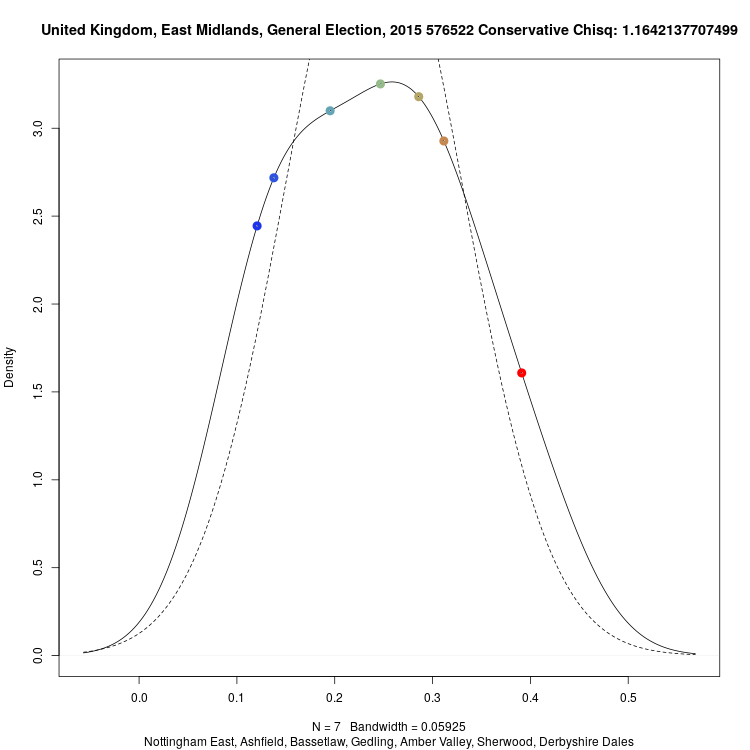 United Kingdom, East Midlands, General Election, 2015 576522 Conservative Chisq: 1.1642137707499
Density
3.0
2.5
2.0
1.5
1.0
0.5
0.0
0.0 0.1 0.2 0.3 0.4 0.5
N = 7 Bandwidth = 0.05925
Nottingham East, Ashfield, Bassetlaw, Gedling, Amber Valley, Sherwood, Derbyshire Dales